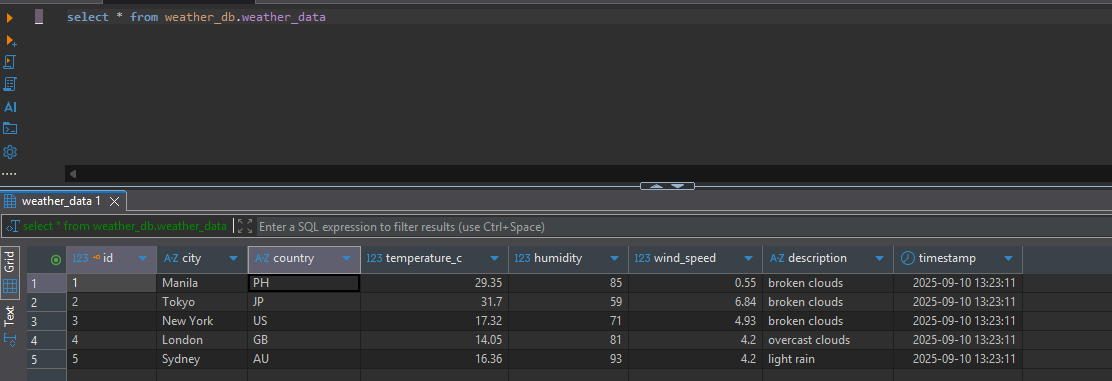 select * from weather_db.weather_data
AI
weather_data 1
select * from weather_db.weather_data Enter a SQL expression to filter results (use Ctrl+Space)
Grid
Text
123 id A-Z city A-Z country 123 temperature_c 123 humidity 123 wind_speed A-Z description timestamp
1 1 Manila PH 29.35 85 0.55 broken clouds 2025-09-10 13:23:11
2 2 Tokyo JP 31.7 59 6.84 broken clouds 2025-09-10 13:23:11
3 3 New York US 17.32 71 4.93 broken clouds 2025-09-10 13:23:11
4 4 London GB 14.05 81 4.2 overcast clouds 2025-09-10 13:23:11
5 5 Sydney AU 16.36 93 4.2 light rain 2025-09-10 13:23:11